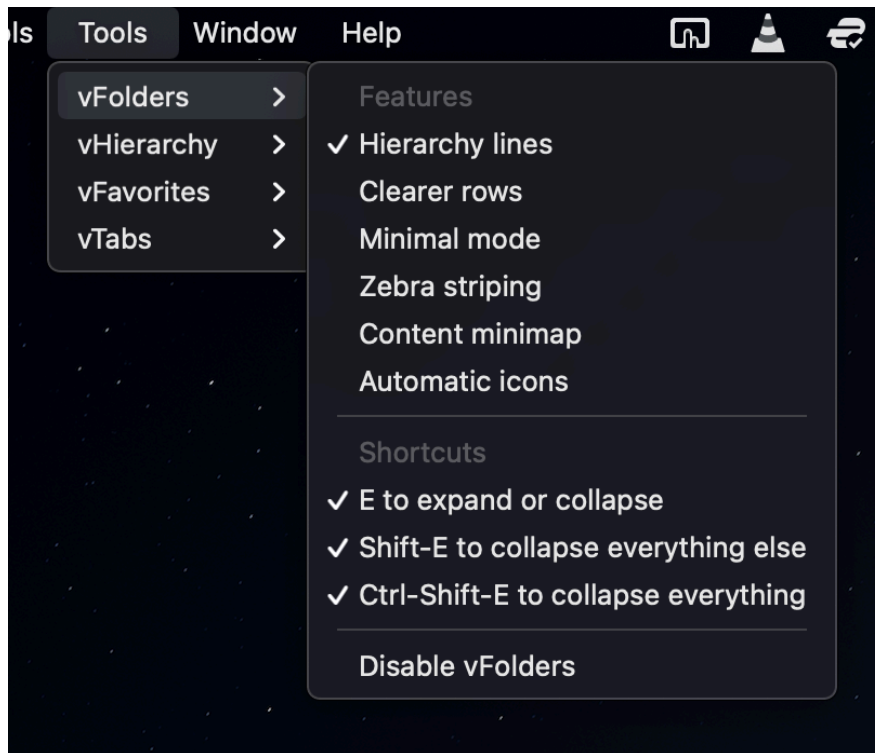 ls Tools Window Help
vFolders
vHierarchy
vFavorites
vTabs
Features
Hierarchy lines
Clearer rows
Minimal mode
Zebra striping
Content minimap
Automatic icons
Shortcuts
E to expand or collapse
Shift-E to collapse everything else
Ctrl-Shift-E to collapse everything
Disable vFolders